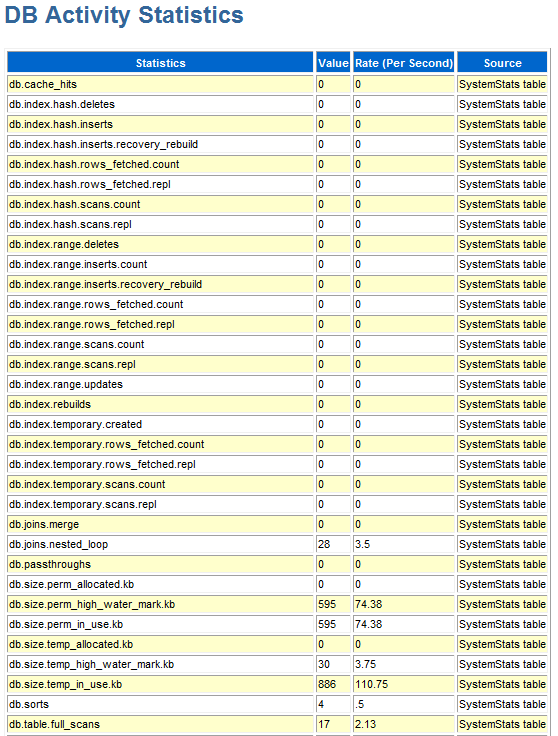 DB Activity Statistics
Statistics Value Rate (Per Second) Source
db.cache_hits 0 0 SystemStats table
db.index.hash.deletes 0 0 SystemStats table
db.index.hash.inserts 0 0 SystemStats table
db.index.hash.inserts.recovery_rebuild 0 0 SystemStats table
db.index.hash.rows_fetched.count 0 0 SystemStats table
db.index.hash.rows_fetched.repl 0 0 SystemStats table
db.index.hash.scans.count 0 0 SystemStats table
db.index.hash.scans.repl 0 0 SystemStats table
db.index.range.deletes 0 0 SystemStats table
db.index.range.inserts.count 0 0 SystemStats table
db.index.range.inserts.recovery_rebuild 0 0 SystemStats table
db.index.range.rows_fetched.count 0 0 SystemStats table
db.index.range.rows_fetched.repl 0 0 SystemStats table
db.index.range.scans.count 0 0 SystemStats table
db.index.range.scans.repl 0 0 SystemStats table
db.index.range.updates 0 0 SystemStats table
db.index.rebuilds 0 0 SystemStats table
db.index.temporary.created 0 0 SystemStats table
db.index.temporary.rows_fetched.count 0 0 SystemStats table
db.index.temporary.rows_fetched.repl 0 0 SystemStats table
db.index.temporary.scans.count 0 0 SystemStats table
db.index.temporary.scans.repl 0 0 SystemStats table
db.joins.merge 0 0 SystemStats table
db.joins.nested_loop 28 3.5 SystemStats table
db.passthroughs 0 0 SystemStats table
db.size.perm_allocated.kb 0 0 SystemStats table
db.size.perm_high_water_mark.kb 595 74.38 SystemStats table
db.size.perm_in_use.kb 595 74.38 SystemStats table
db.size.temp_allocated.kb 0 0 SystemStats table
db.size.temp_high_water_mark.kb 30 3.75 SystemStats table
db.size.temp_in_use.kb 886 110.75 SystemStats table
db.sorts 4 .5 SystemStats table
db.table.full_scans 17 2.13 SystemStats table